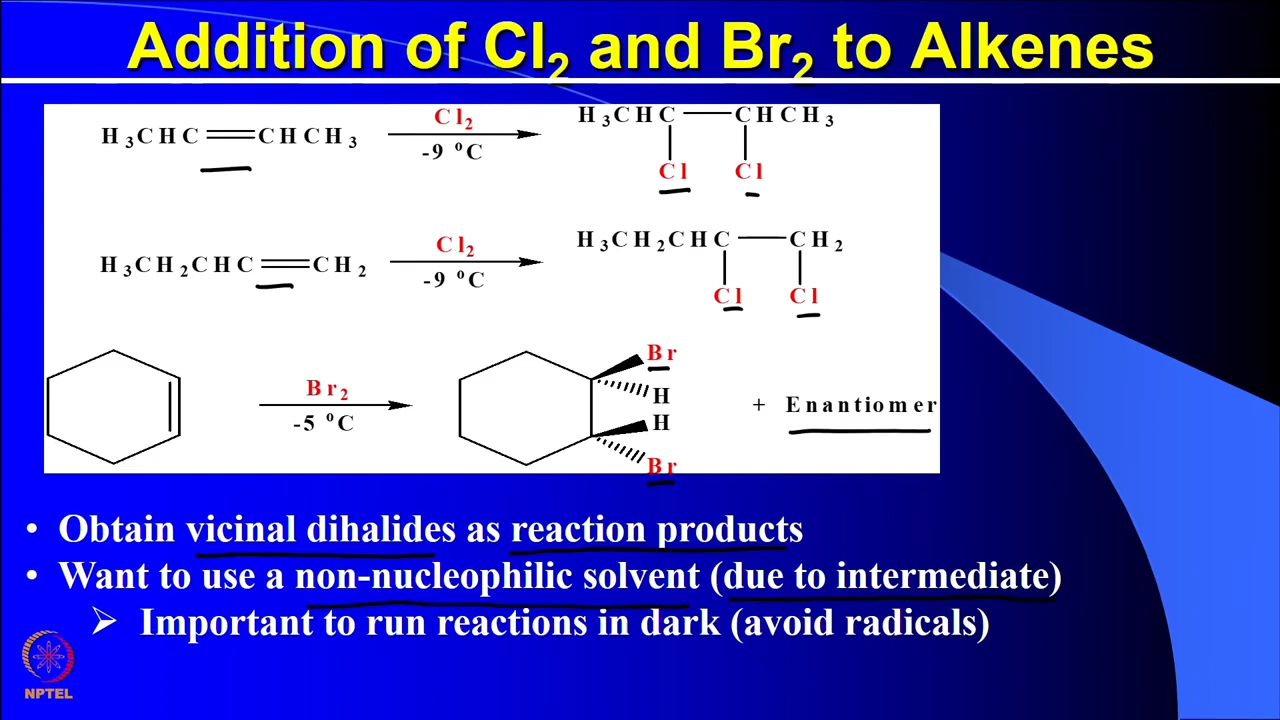 Addition of Cl₂ and Br₂ to Alkenes
H₃CHC═CHCH₃ Cl₂ -9 °C H₃CHC—CHCH₃
Cl Cl
H₃CH₂CHC═CH₂ Cl₂ -9 °C H₃CH₂CHC—CH₂
Cl Cl
Br₂ -5 °C Br H H Br + Enantiomer
• Obtain vicinal dihalides as reaction products
• Want to use a non-nucleophilic solvent (due to intermediate)
➢ Important to run reactions in dark (avoid radicals)
NPTEL